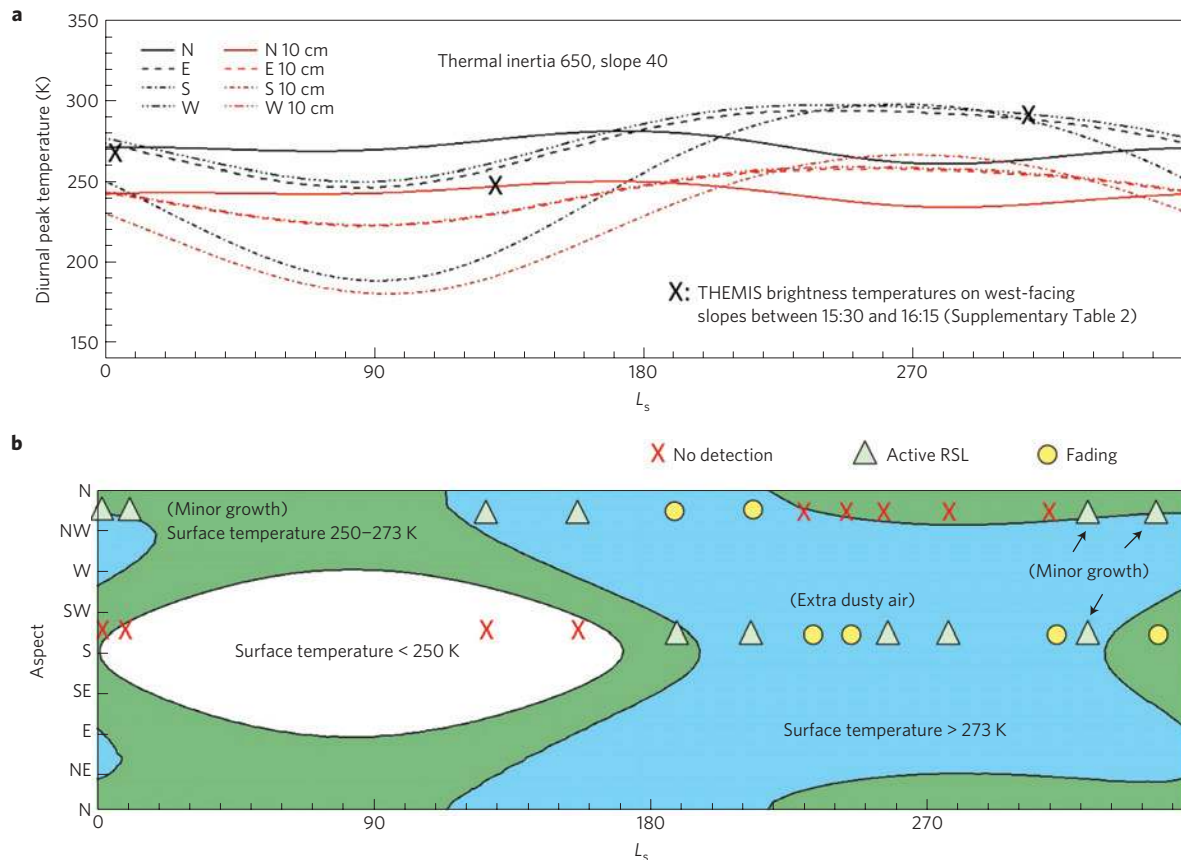 a
350
300
250
200
150
Diurnal peak temperature (K)
N
E
S
W
N 10 cm
E 10 cm
S 10 cm
W 10 cm
Thermal inertia 650, slope 40
X
X
X
X: THEMIS brightness temperatures on west-facing
slopes between 15:30 and 16:15 (Supplementary Table 2)
0
90
180
270
Ls
b
X No detection
Active RSL
Fading
N
NW
W
SW
S
SE
E
NE
N
Aspect
(Minor growth)
Surface temperature 250–273 K
(Minor growth)
(Extra dusty air)
Surface temperature < 250 K
Surface temperature > 273 K
0
90
180
270
Ls